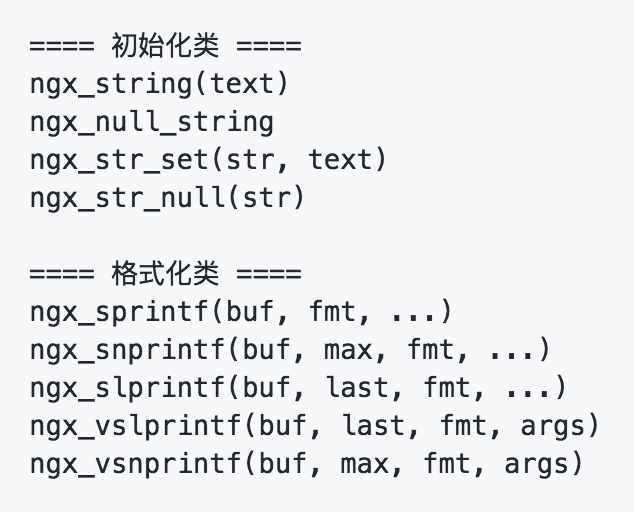 ==== 初始化类 ====
ngx_string(text)
ngx_null_string
ngx_str_set(str, text)
ngx_str_null(str)
==== 格式化类 ====
ngx_sprintf(buf, fmt, ...)
ngx_snprintf(buf, max, fmt, ...)
ngx_slprintf(buf, last, fmt, ...)
ngx_vslprintf(buf, last, fmt, args)
ngx_vsnprintf(buf, max, fmt, args)